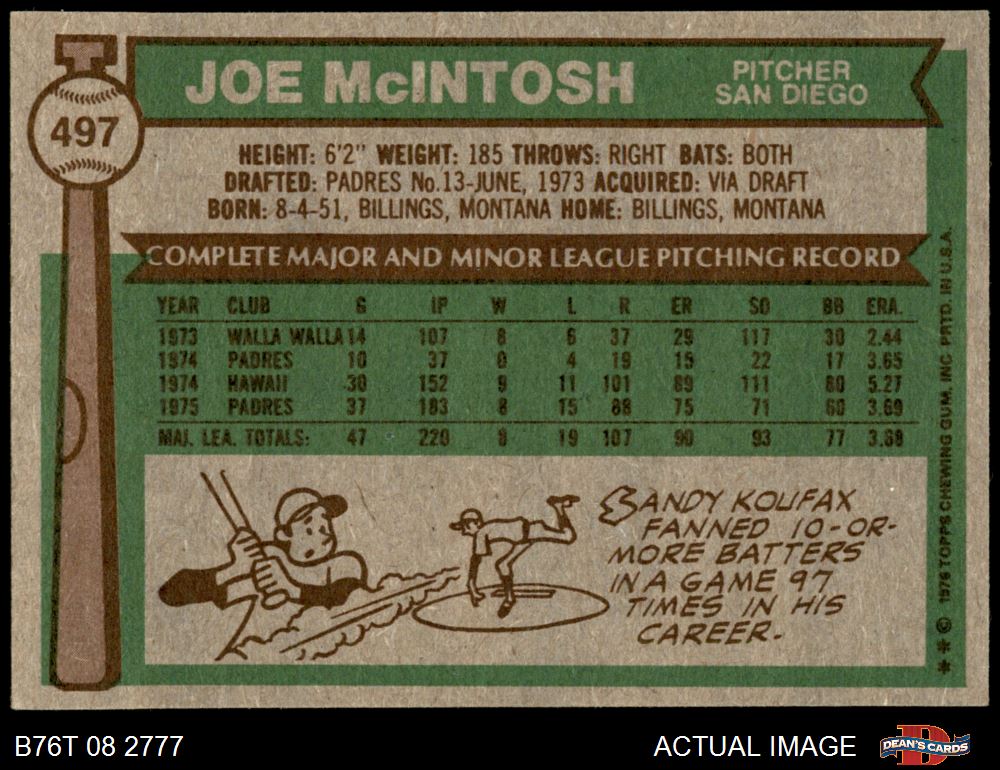 497
JOE McINTOSH
PITCHER
SAN DIEGO
HEIGHT: 6'2" WEIGHT: 185 THROWS: RIGHT BATS: BOTH
DRAFTED: PADRES No.13-JUNE, 1973 ACQUIRED: VIA DRAFT
BORN: 8-4-51, BILLINGS, MONTANA HOME: BILLINGS, MONTANA
COMPLETE MAJOR AND MINOR LEAGUE PITCHING RECORD
YEAR CLUB G IP W L R ER SO BB ERA.
1973 WALLA WALLA 14 107 8 6 37 29 117 30 2.44
1974 PADRES 10 37 0 4 19 15 22 17 3.65
1974 HAWAII 30 152 9 11 101 89 111 80 5.27
1975 PADRES 37 183 8 15 88 75 71 60 3.69
MAJ. LEA. TOTALS: 47 220 8 19 107 90 93 77 3.68
SANDY KOUFAX
FANNED 10-OR-
MORE BATTERS
IN A GAME 97
TIMES IN HIS
CAREER.
* * © 1976 TOPPS CHEWING GUM, INC. PRTD. IN U.S.A.
B76T 08 2777
ACTUAL IMAGE
D
DEAN'S CARDS